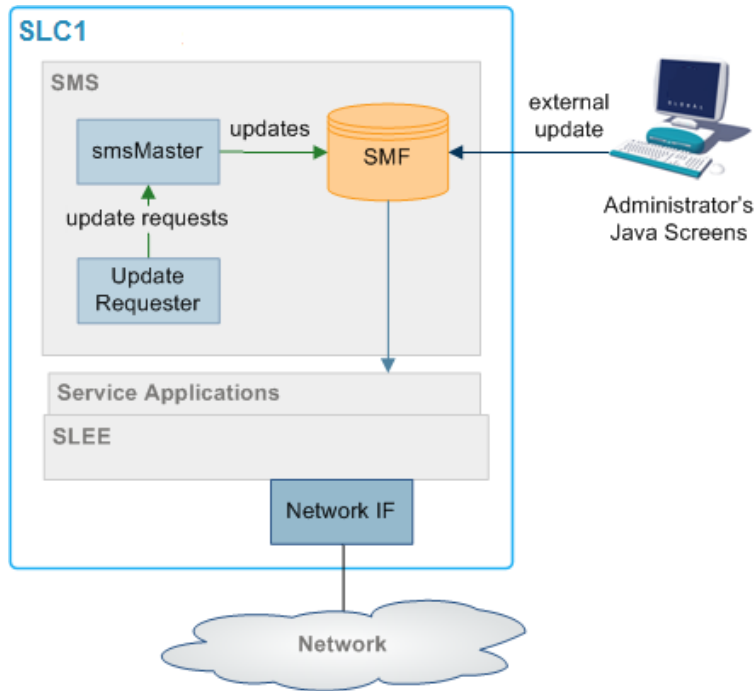 SLC1
SMS
smsMaster
updates
SMF
external
update
GLOBAL
Administrator's
Java Screens
update requests
Update
Requester
Service Applications
SLEE
Network IF
Network